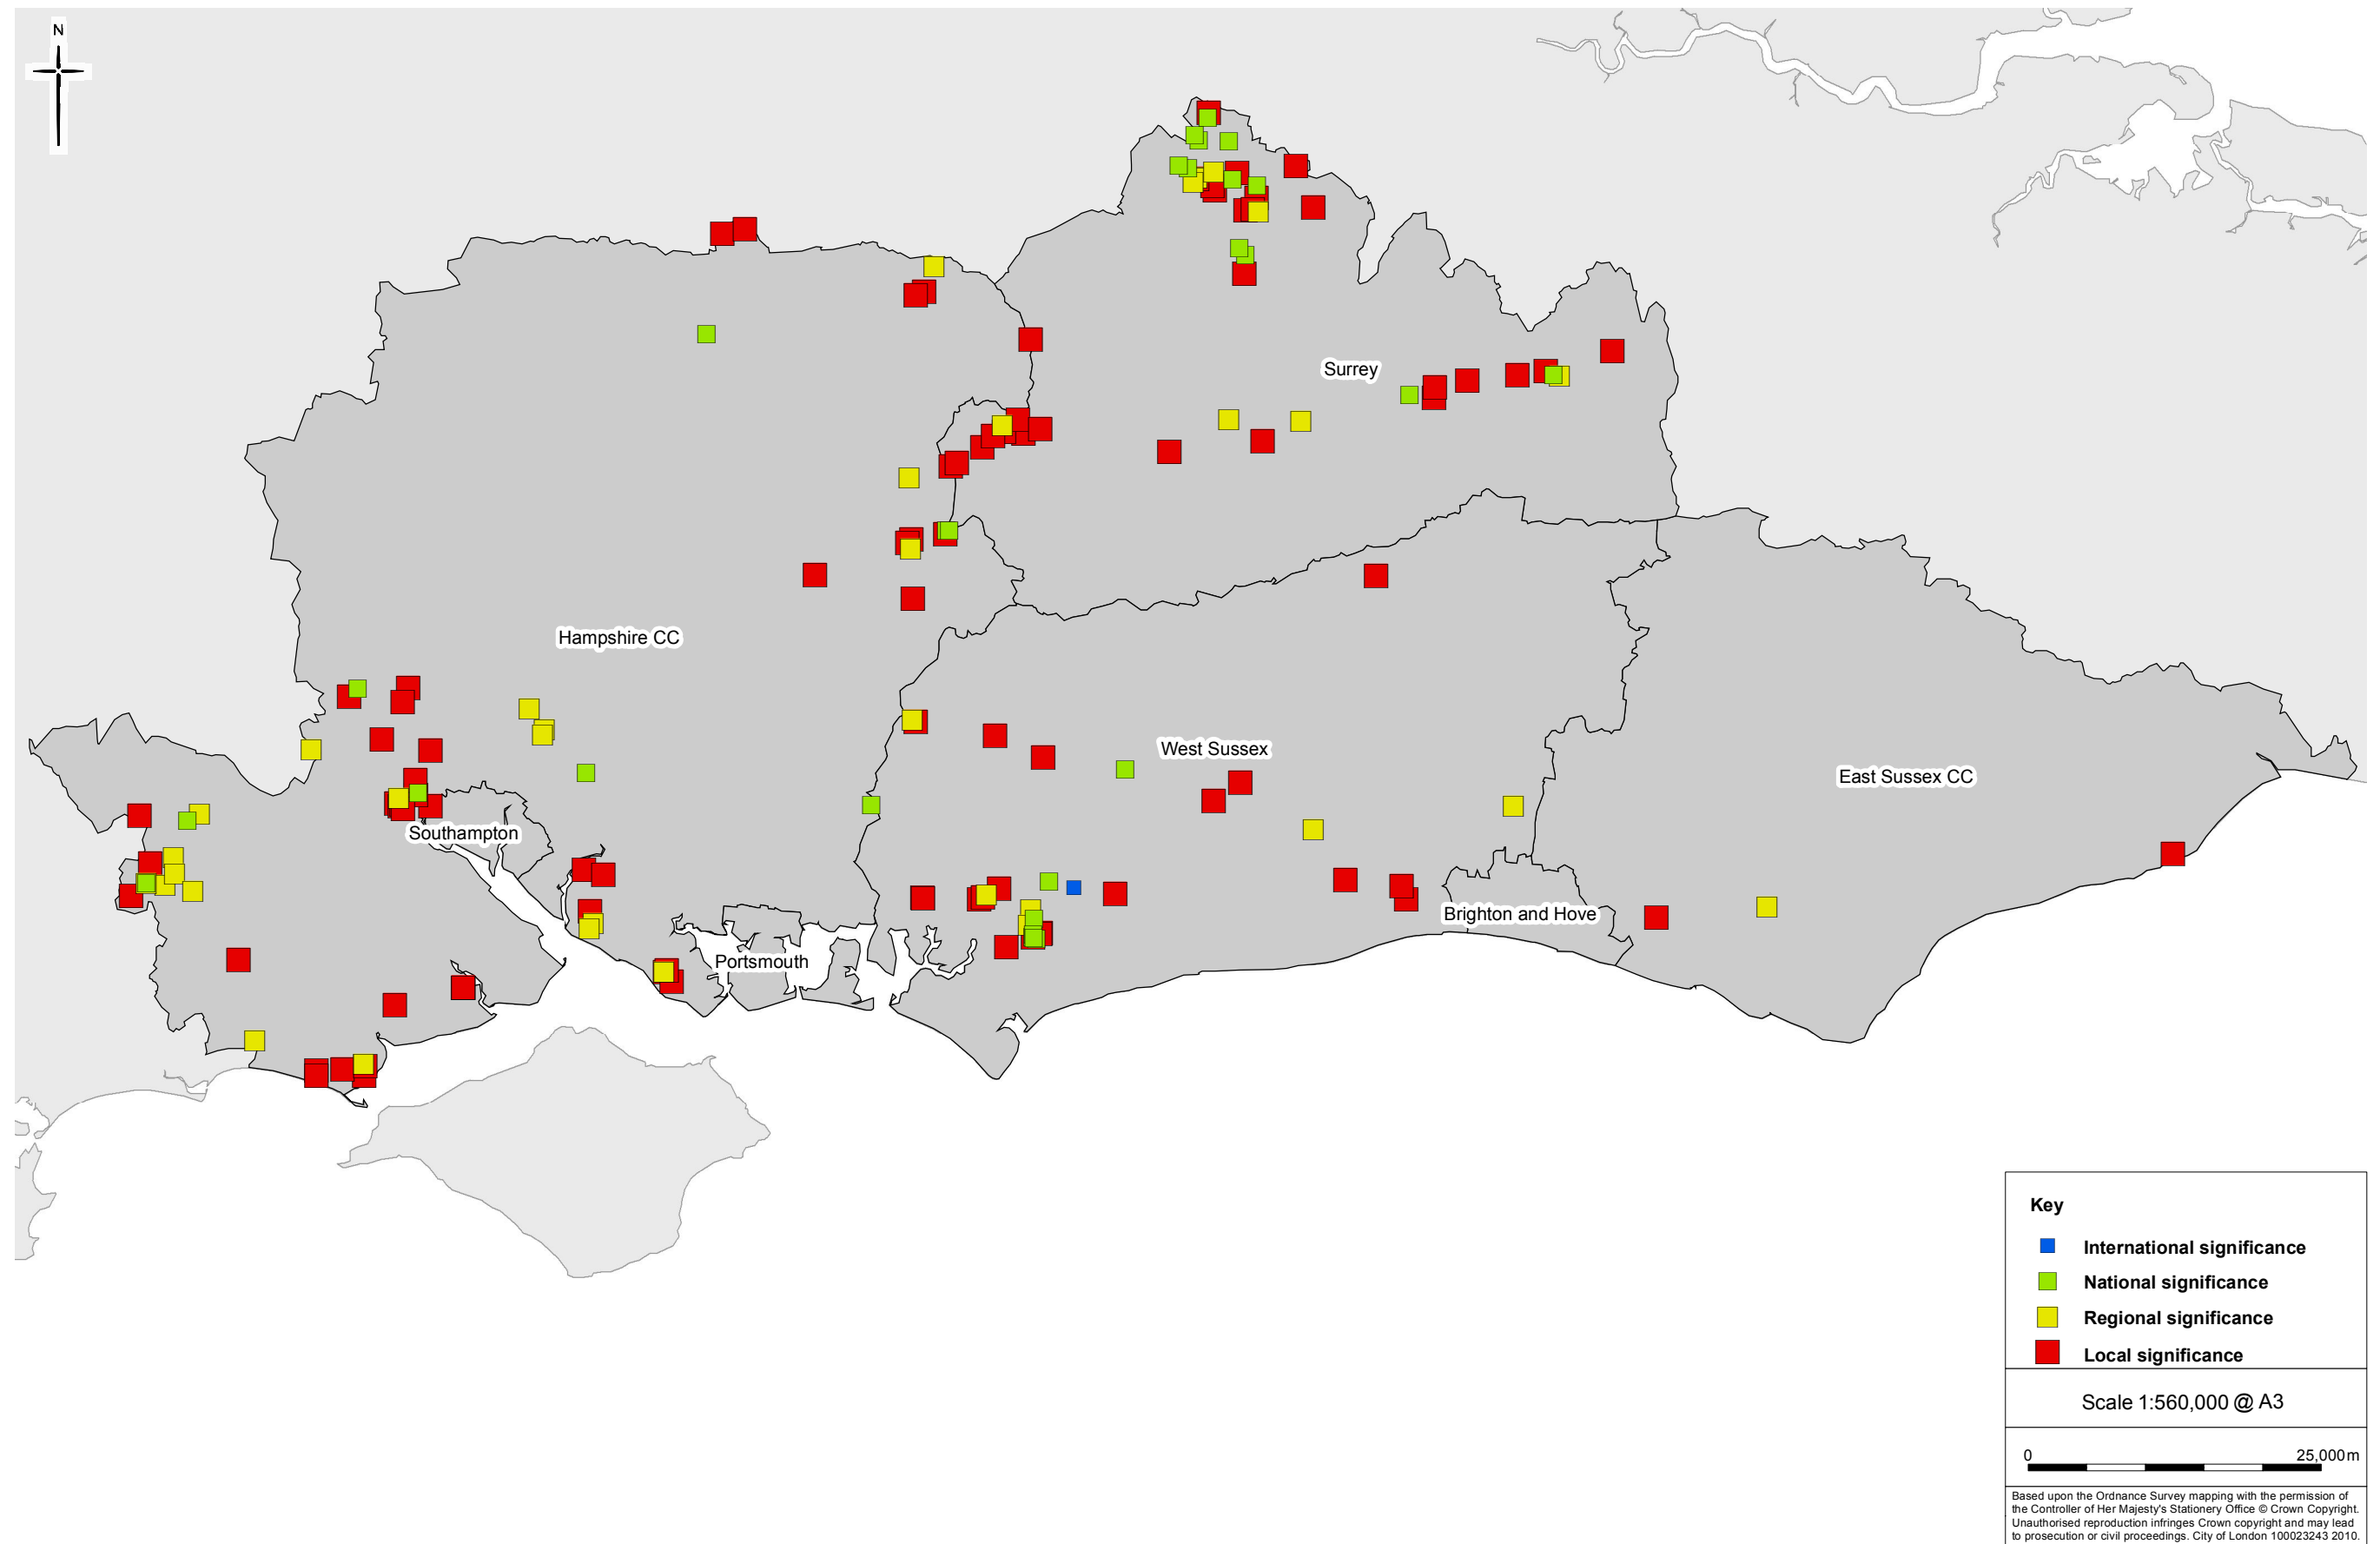 N
Surrey
Hampshire CC
West Sussex
East Sussex CC
Southampton
Brighton and Hove
Portsmouth
Key
International significance
National significance
Regional significance
Local significance
Scale 1:560,000 @ A3
0 25,000m
Based upon the Ordnance Survey mapping with the permission of
the Controller of Her Majesty's Stationery Office © Crown Copyright.
Unauthorised reproduction infringes Crown copyright and may lead
to prosecution or civil proceedings. City of London 100023243 2010.